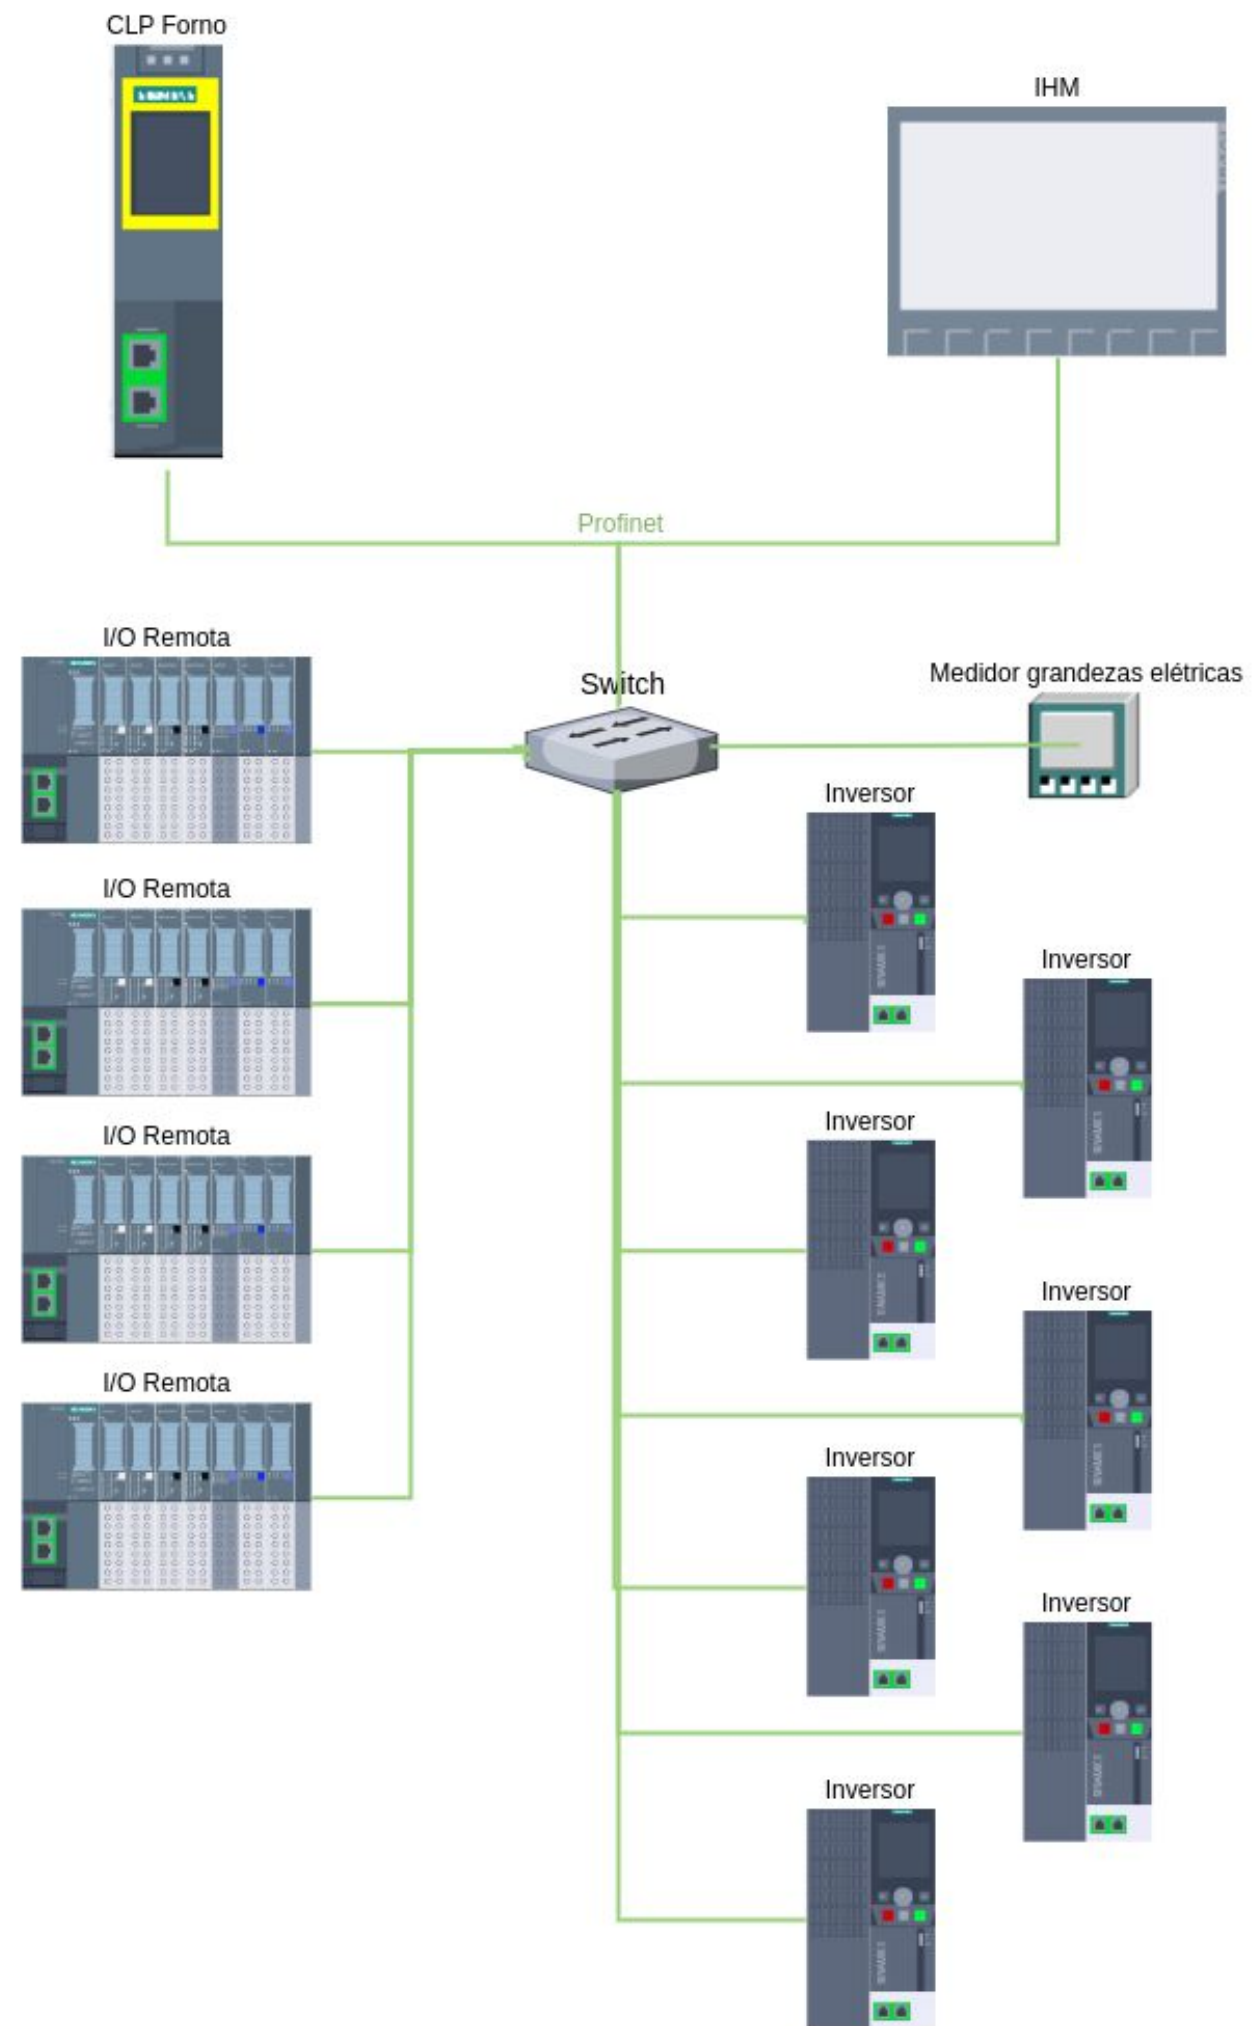 CLP Forno
SIEMENS
IHM
Profinet
I/O Remota
Switch
Medidor grandezas elétricas
Inversor
I/O Remota
Inversor
Inversor
I/O Remota
Inversor
I/O Remota
Inversor
Inversor
Inversor